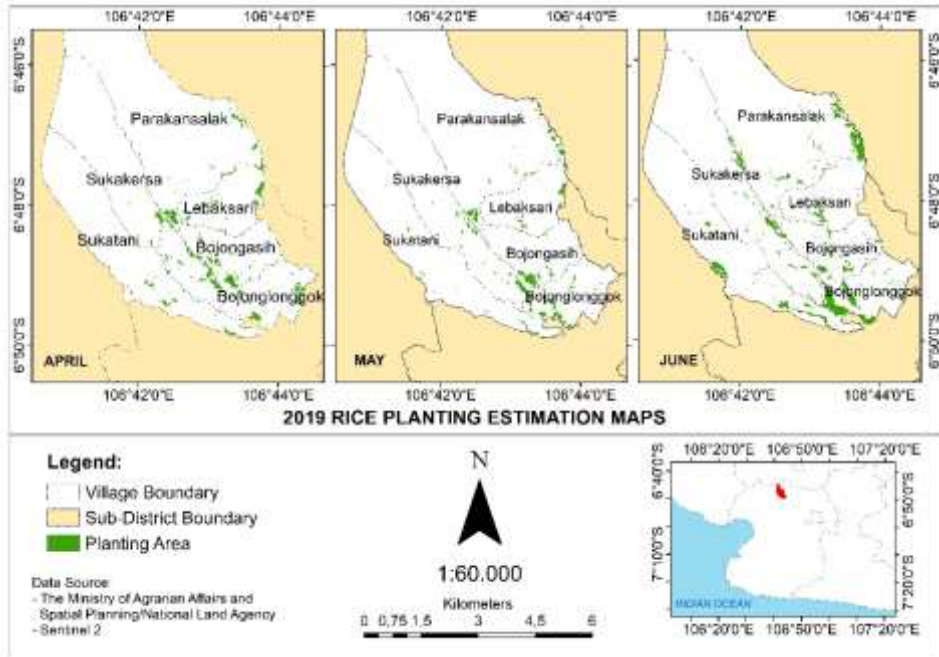 106°42'0"E 106°44'0"E 106°42'0"E 106°44'0"E 106°42'0"E 106°44'0"E
6°46'0"S 6°48'0"S 6°50'0"S
Parakansalak
Sukakersa
Lebaksari
Sukatani
Bojongasih
Bojonglonggok
APRIL
Parakansalak
Sukakersa
Lebaksari
Sukatani
Bojongasih
Bojonglonggok
MAY
Parakansalak
Sukakersa
Lebaksari
Sukatani
Bojongasih
Bojonglonggok
JUNE
6°46'0"S 6°48'0"S 6°50'0"S
106°42'0"E 106°44'0"E 106°42'0"E 106°44'0"E 106°42'0"E 106°44'0"E
2019 RICE PLANTING ESTIMATION MAPS
Legend:
Village Boundary
Sub-District Boundary
Planting Area
Data Source:
- The Ministry of Agrarian Affairs and
Spatial Planning/National Land Agency
- Sentinel 2
N
1:60.000
Kilometers
0 0,75 1,5 3 4,5 6
106°20'0"E 106°50'0"E 107°20'0"E
6°40'0"S 7°10'0"S
6°50'0"S 7°20'0"S
INDIAN OCEAN
106°20'0"E 106°50'0"E 107°20'0"E